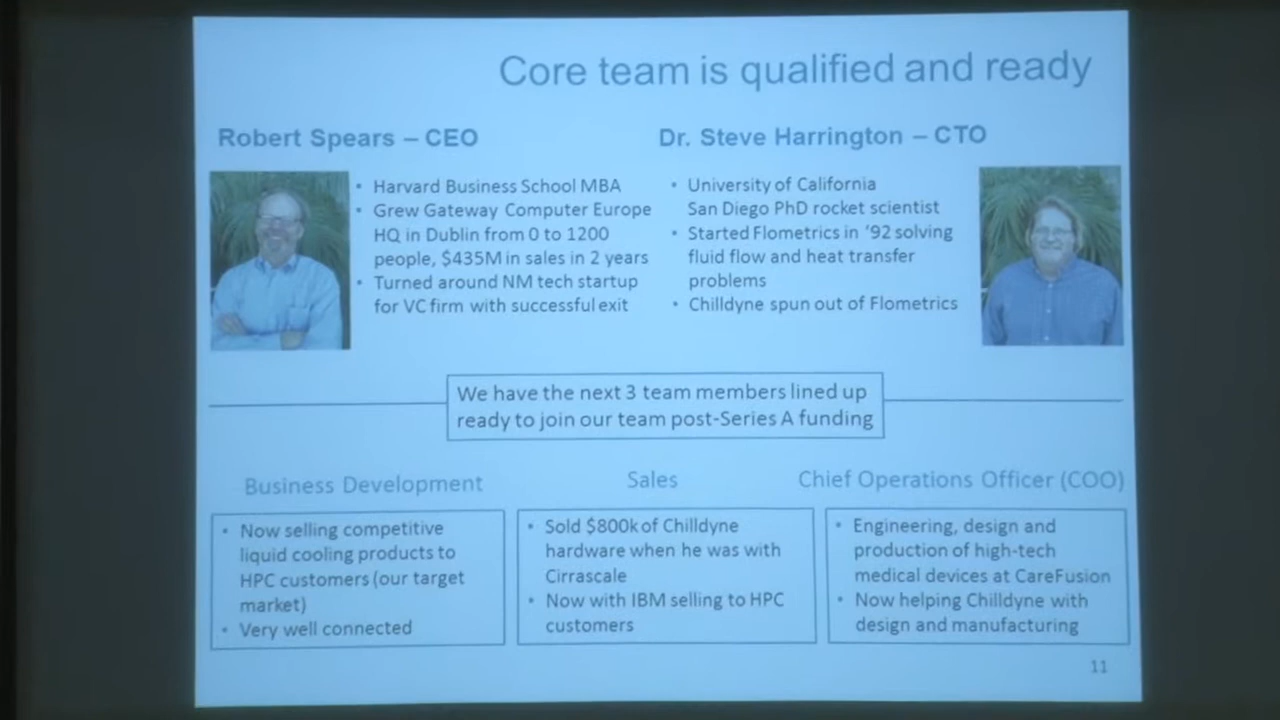 Core team is qualified and ready
Robert Spears – CEO
• Harvard Business School MBA
• Grew Gateway Computer Europe
HQ in Dublin from 0 to 1200
people, $435M in sales in 2 years
• Turned around NM tech startup
for VC firm with successful exit
Dr. Steve Harrington – CTO
• University of California
San Diego PhD rocket scientist
• Started Flometrics in '92 solving
fluid flow and heat transfer
problems
• Chilldyne spun out of Flometrics
We have the next 3 team members lined up
ready to join our team post-Series A funding
Business Development
• Now selling competitive
liquid cooling products to
HPC customers (our target
market)
• Very well connected
Sales
• Sold $800k of Chilldyne
hardware when he was with
Cirrascale
• Now with IBM selling to HPC
customers
Chief Operations Officer (COO)
• Engineering, design and
production of high-tech
medical devices at CareFusion
• Now helping Chilldyne with
design and manufacturing
11